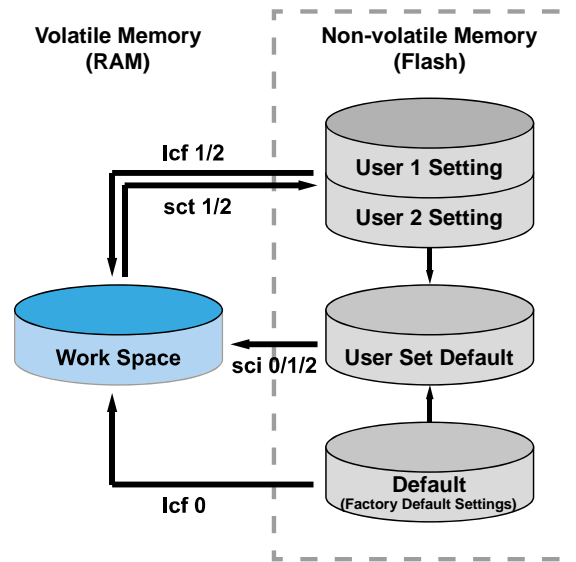 Volatile Memory
(RAM)
Non-volatile Memory
(Flash)
lcf 1/2
sct 1/2
User 1 Setting
User 2 Setting
Work Space
sci 0/1/2
User Set Default
lcf 0
Default
(Factory Default Settings)